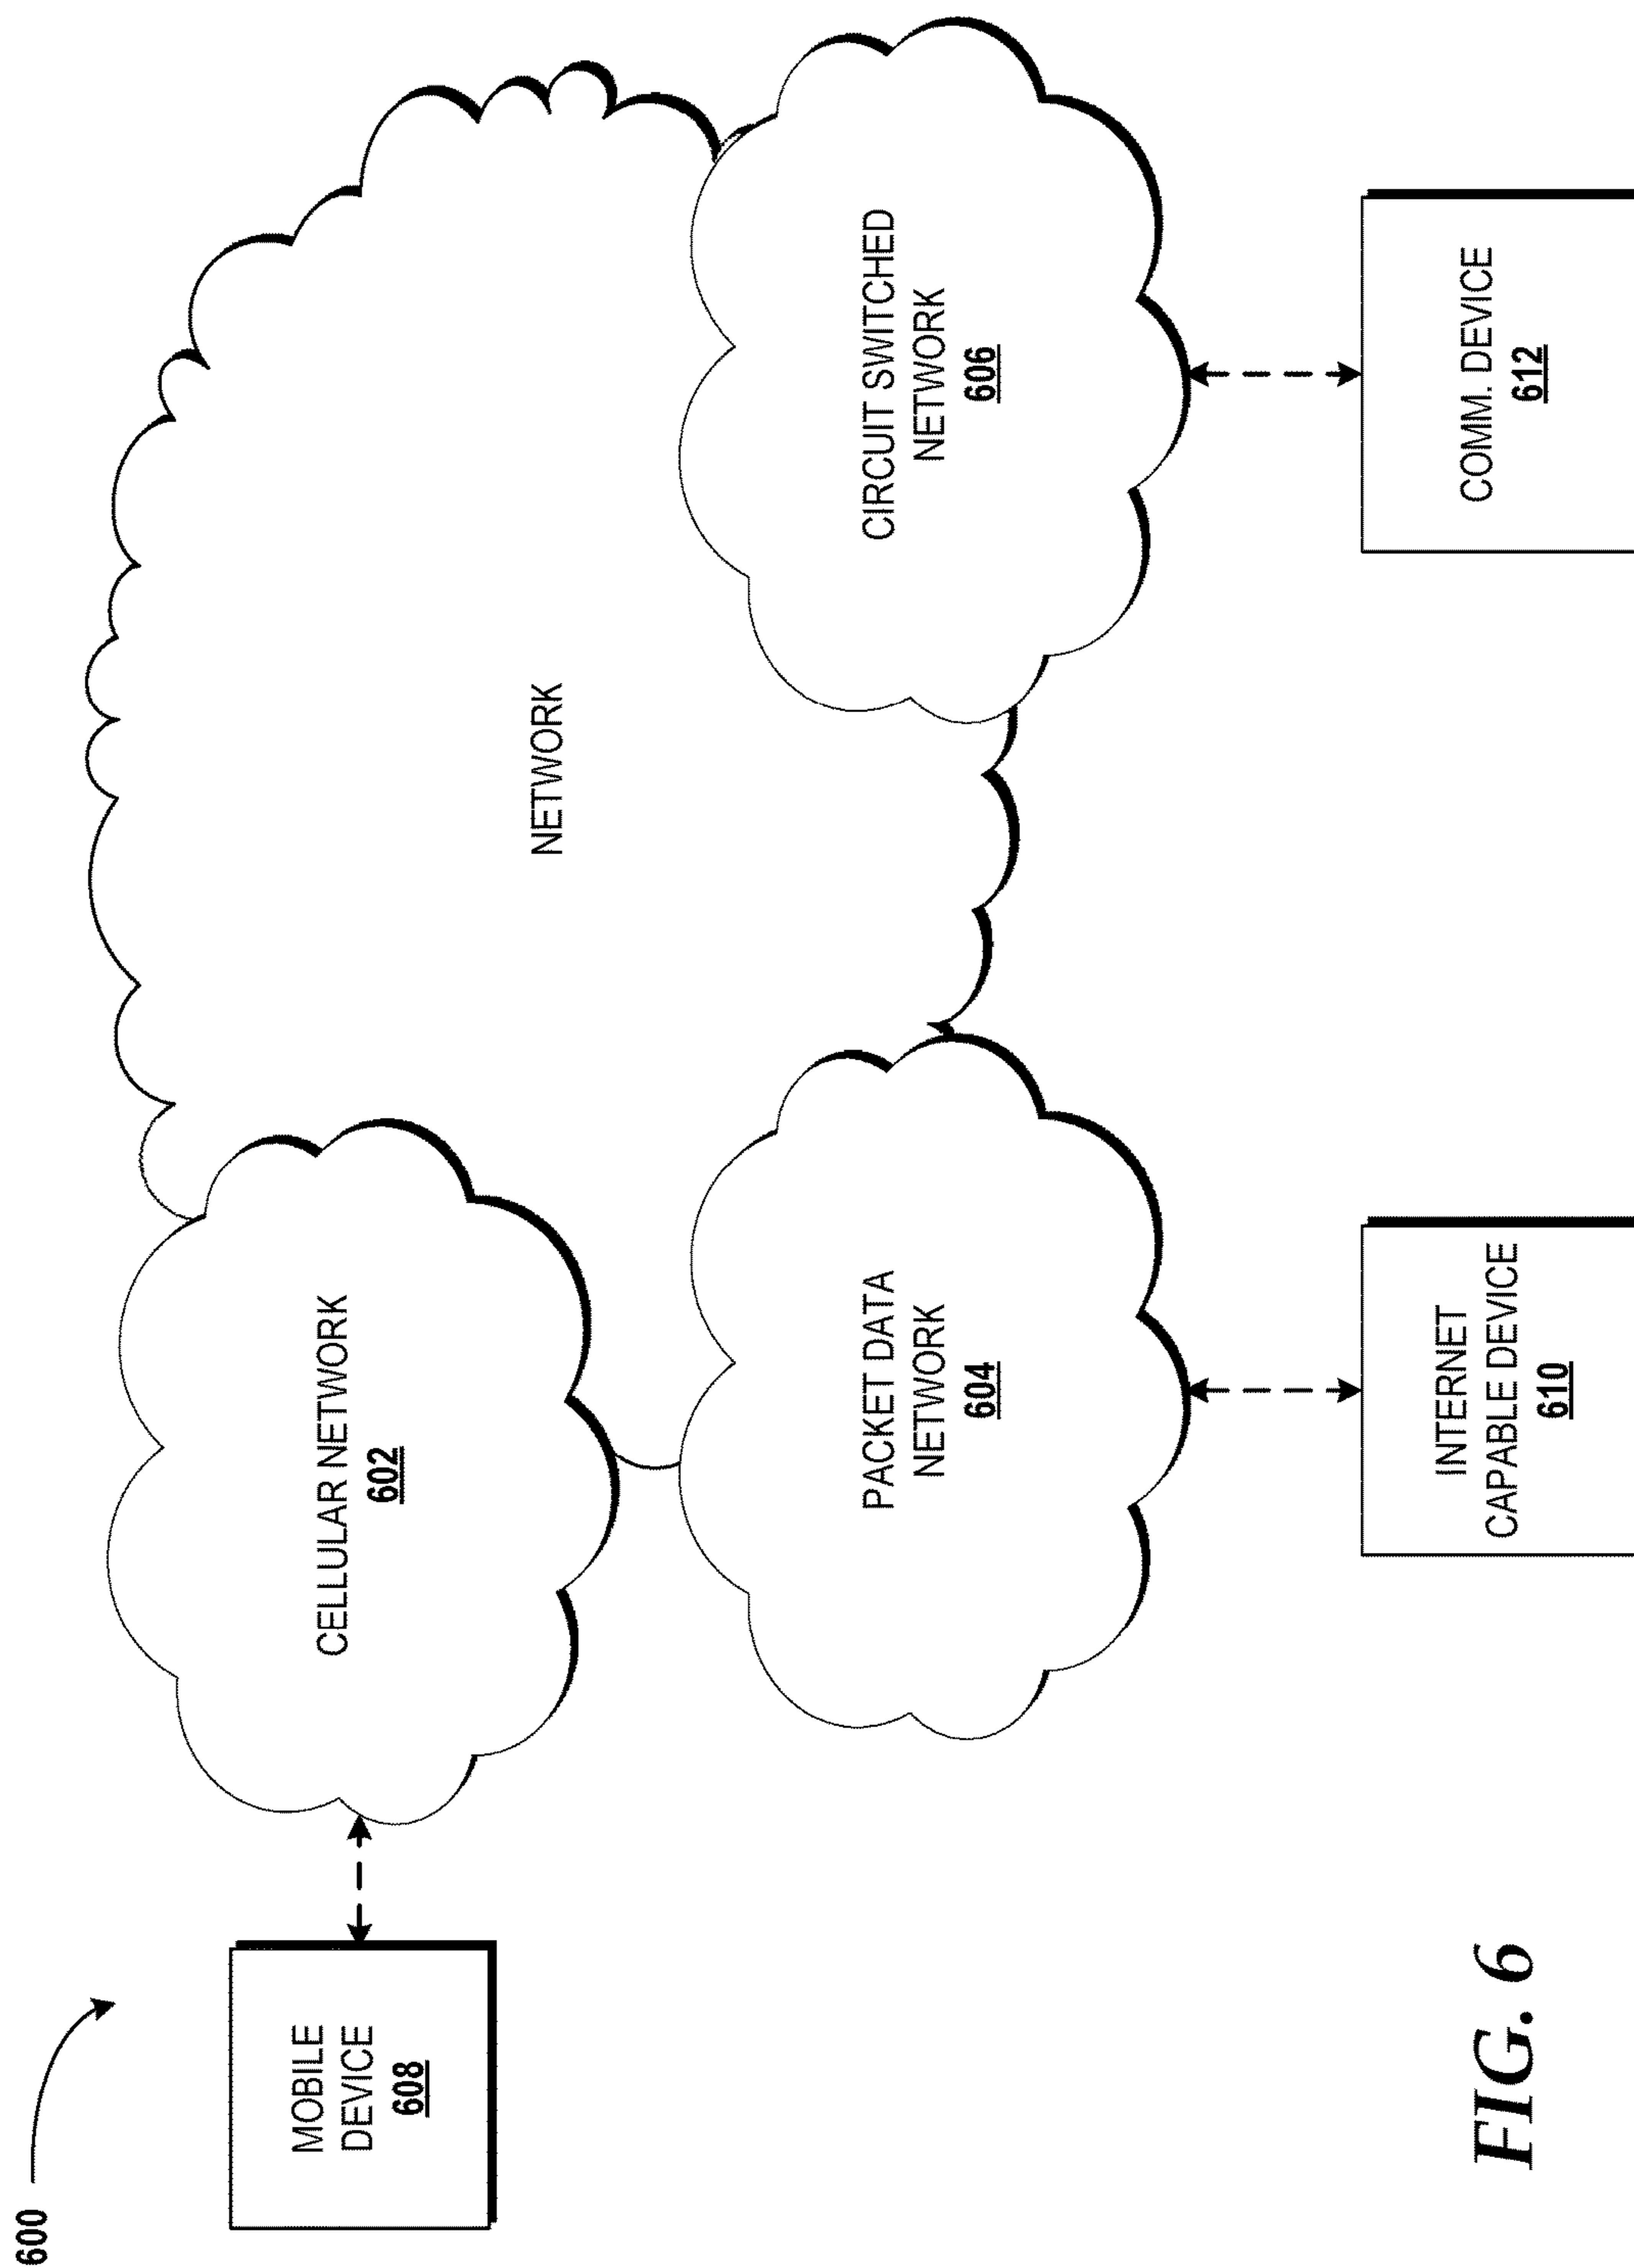 600
MOBILE
DEVICE
608
CELLULAR NETWORK
602
NETWORK
PACKET DATA
NETWORK
604
CIRCUIT SWITCHED
NETWORK
606
INTERNET
CAPABLE DEVICE
610
COMM. DEVICE
612
FIG. 6